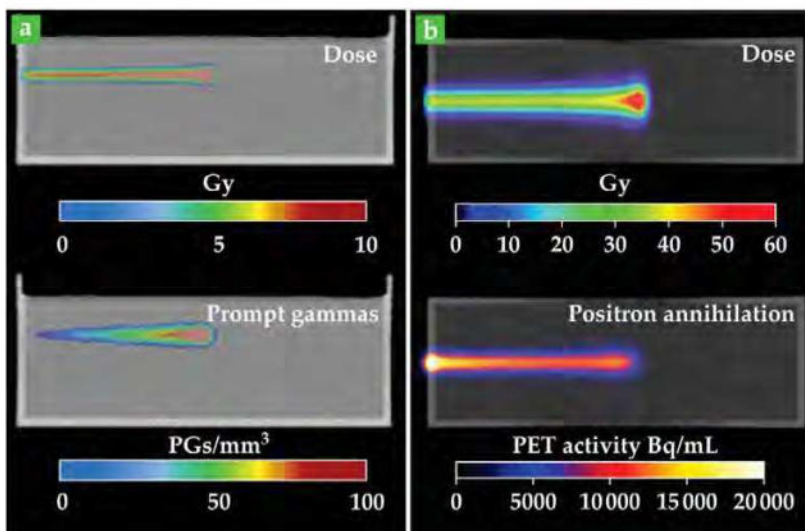 a
Dose
Gy
0 5 10
Prompt gammas
PGs/mm³
0 50 100
b
Dose
Gy
0 10 20 30 40 50 60
Positron annihilation
PET activity Bq/mL
0 5000 10000 15000 20000